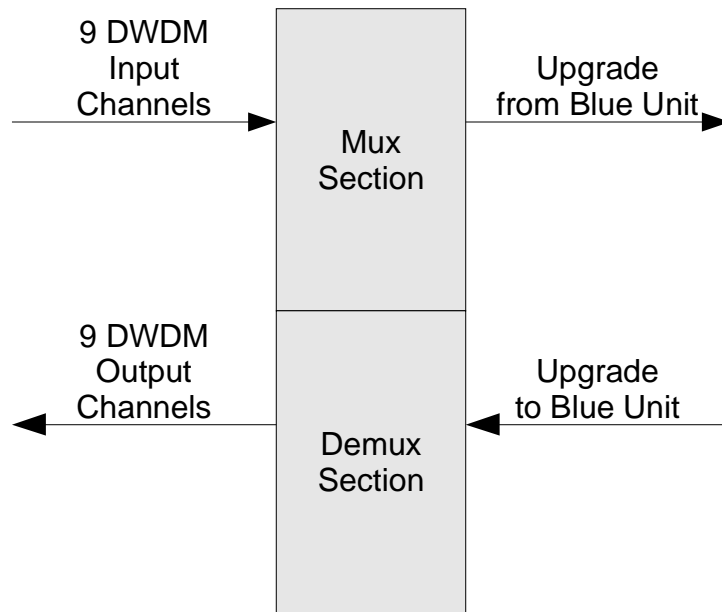 9 DWDM
Input
Channels
Upgrade
from Blue Unit
Mux
Section
9 DWDM
Output
Channels
Upgrade
to Blue Unit
Demux
Section